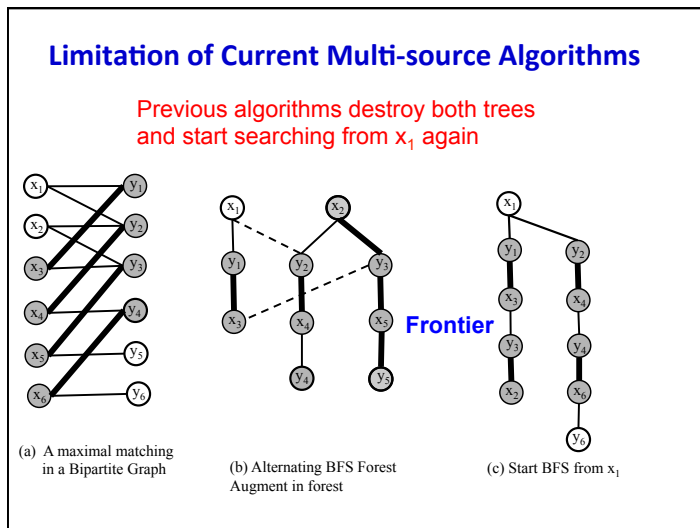 Limitation of Current Multi-source Algorithms
Previous algorithms destroy both trees
and start searching from x1 again
x1
y1
x2
y2
x3
y3
x4
y4
x5
y5
x6
y6
(a) A maximal matching
in a Bipartite Graph
x1
x2
y1
y2
y3
x3
x4
x5
y4
y5
Frontier
(b) Alternating BFS Forest
Augment in forest
x1
y1
y2
x3
x4
y3
y4
x2
x6
y6
(c) Start BFS from x1